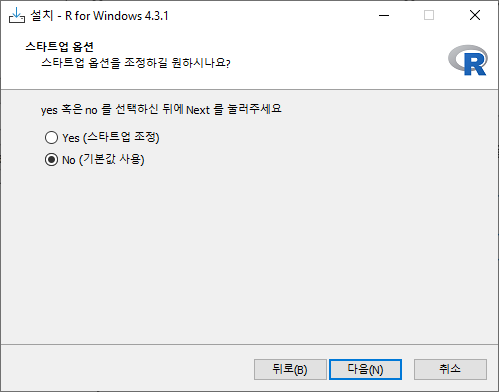 설치 - R for Windows 4.3.1
스타트업 옵션
스타트업 옵션을 조정하길 원하시나요?
R
yes 혹은 no 를 선택하신 뒤에 Next 를 눌러주세요
Yes (스타트업 조정)
No (기본값 사용)
뒤로(B)
다음(N)
취소